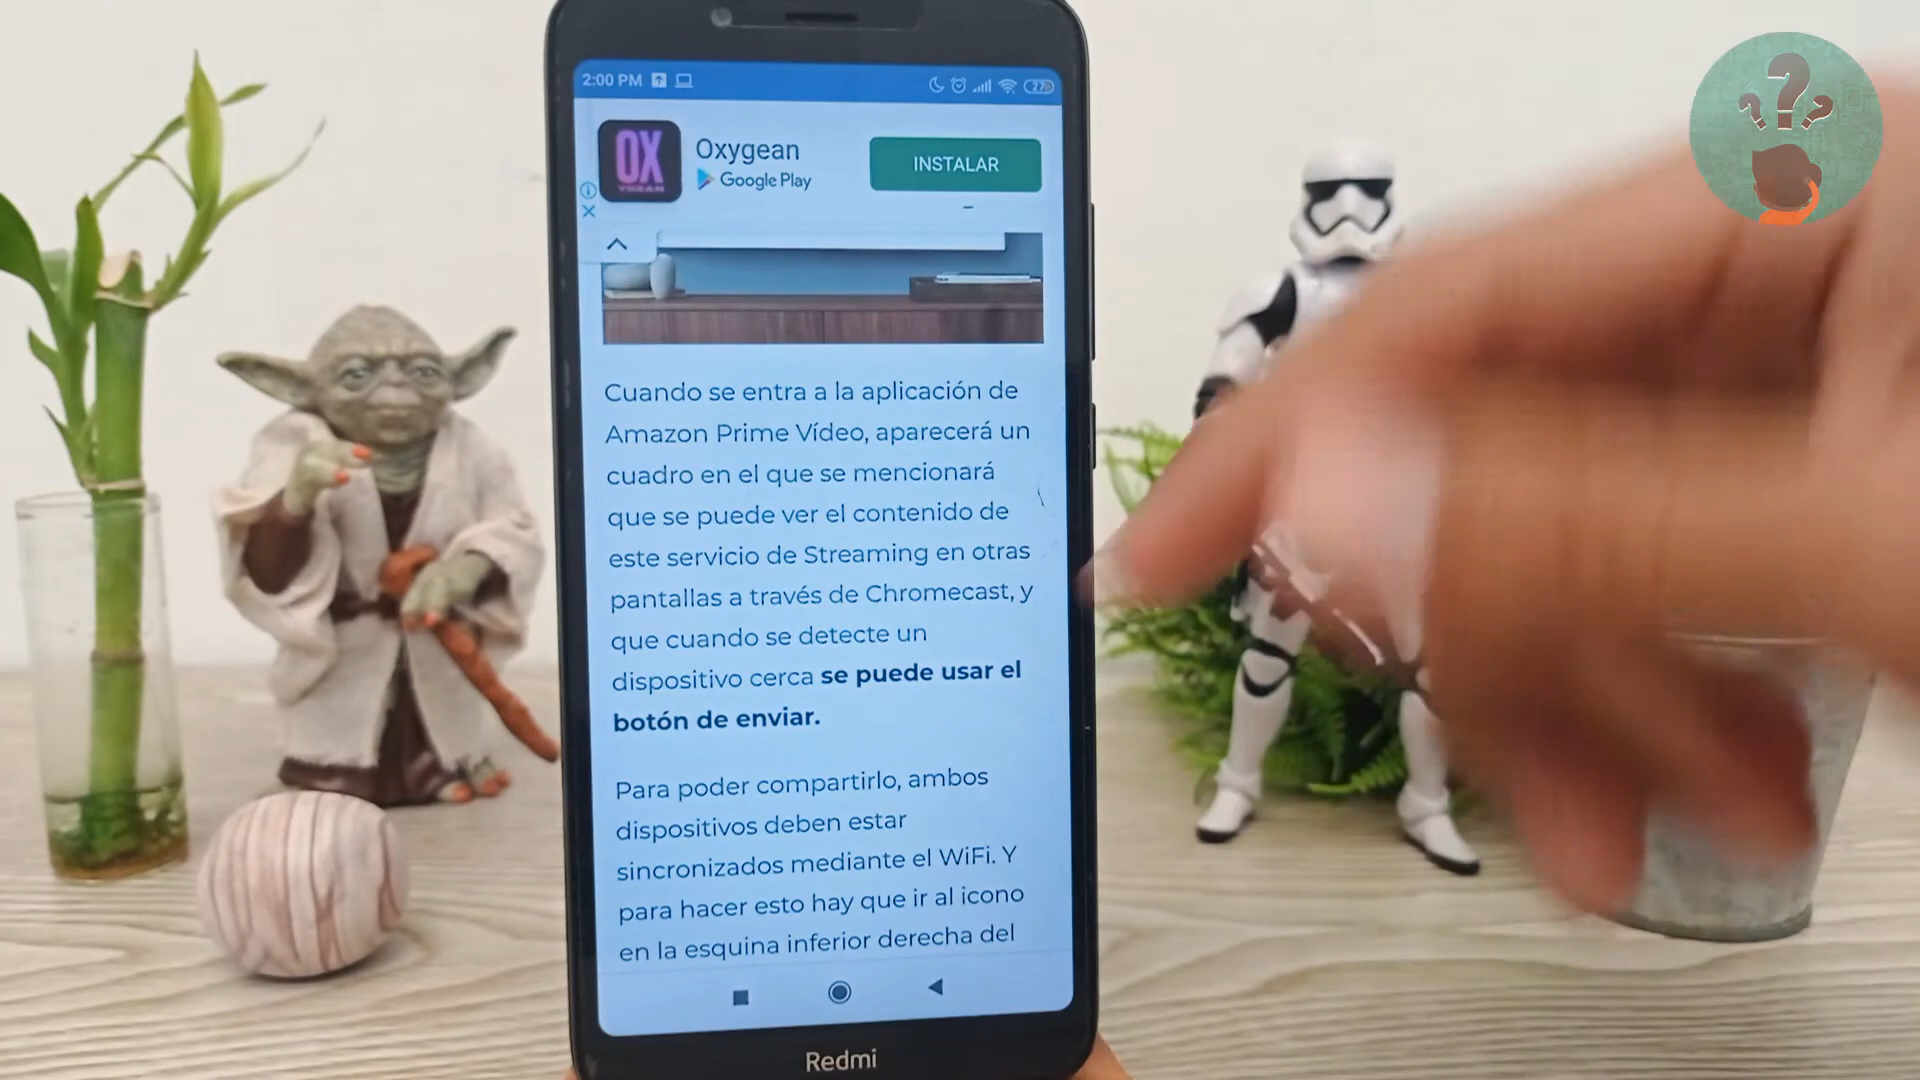 2:00 PM
27
OX
YGEAN
Oxygean
Google Play
INSTALAR
Cuando se entra a la aplicación de
Amazon Prime Vídeo, aparecerá un
cuadro en el que se mencionará
que se puede ver el contenido de
este servicio de Streaming en otras
pantallas a través de Chromecast, y
que cuando se detecte un
dispositivo cerca se puede usar el
botón de enviar.
Para poder compartirlo, ambos
dispositivos deben estar
sincronizados mediante el WiFi. Y
para hacer esto hay que ir al icono
en la esquina inferior derecha del
Redmi